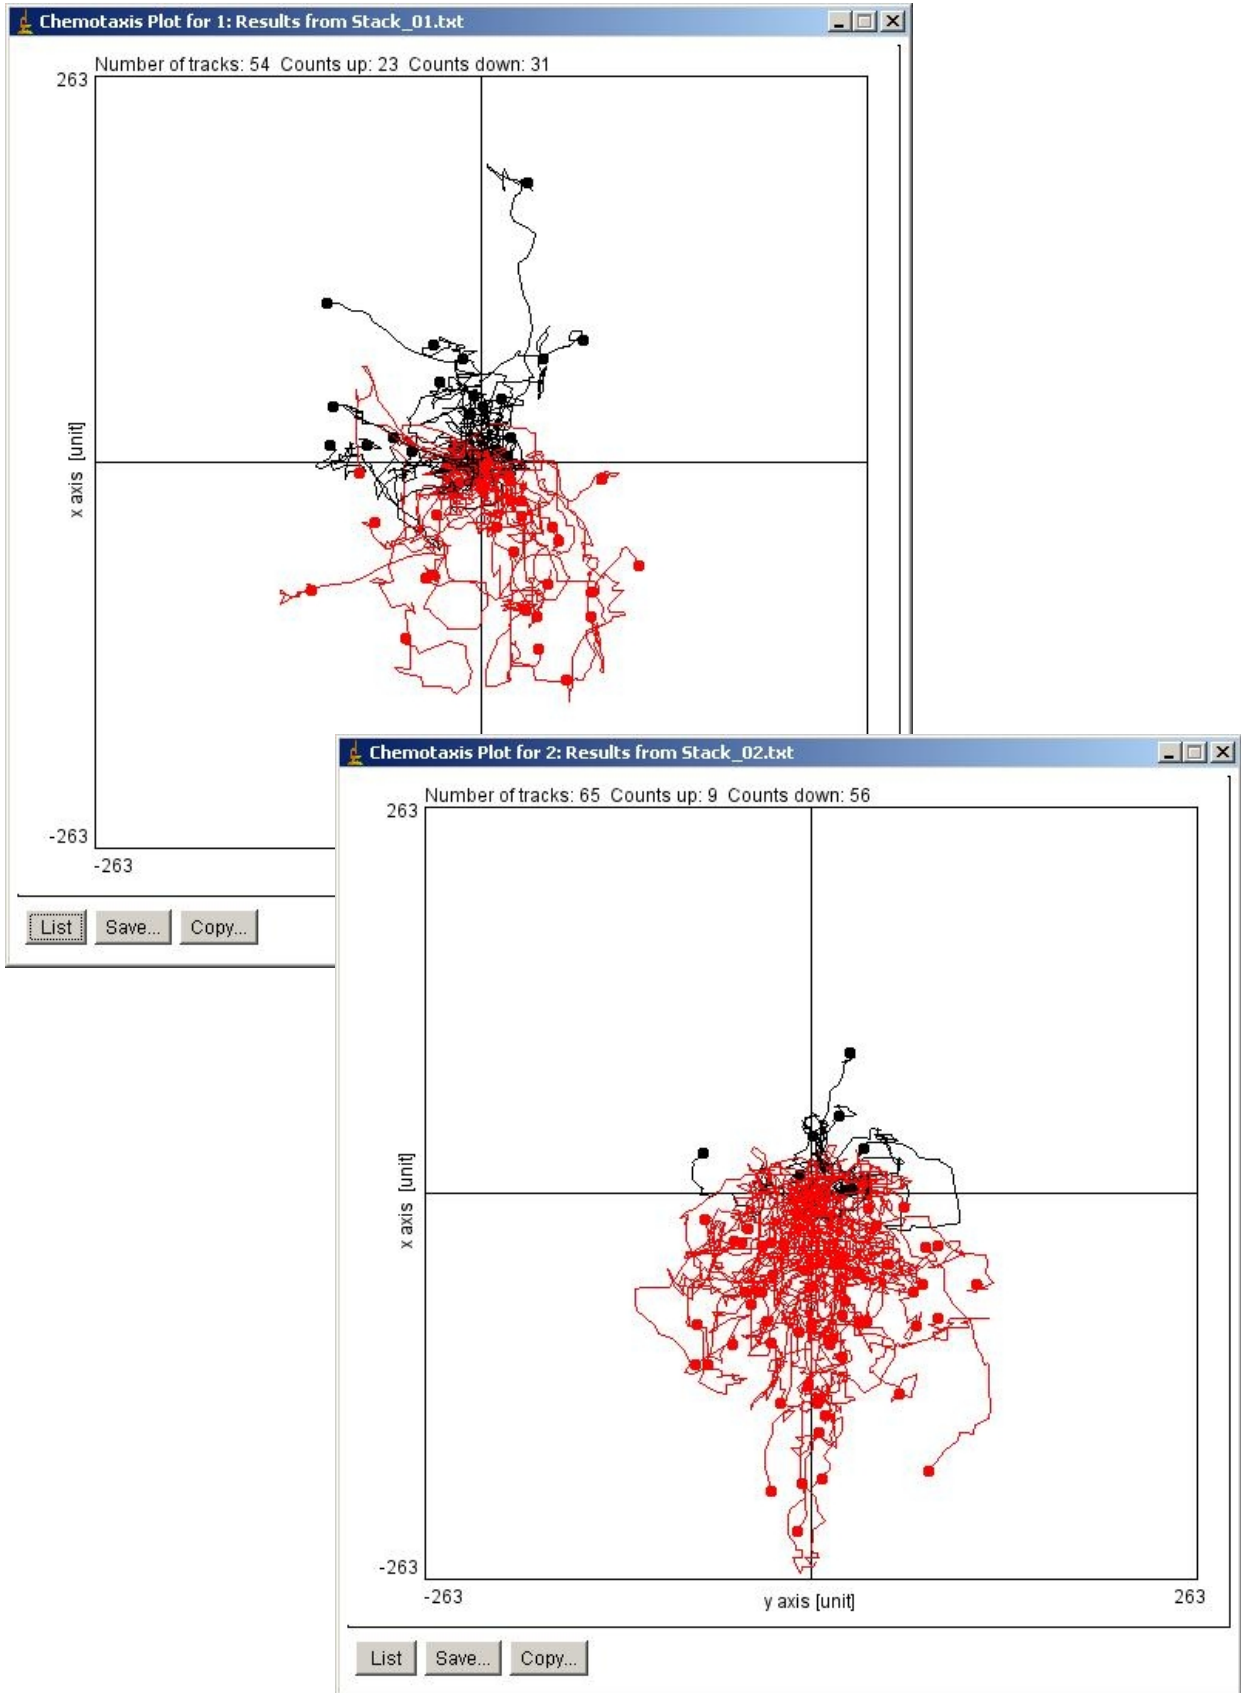 Chemotaxis Plot for 1: Results from Stack_01.txt
Number of tracks: 54 Counts up: 23 Counts down: 31
263
x axis [unit]
-263
-263
List Save... Copy...
Chemotaxis Plot for 2: Results from Stack_02.txt
Number of tracks: 65 Counts up: 9 Counts down: 56
263
x axis [unit]
-263
-263 y axis [unit] 263
List Save... Copy...